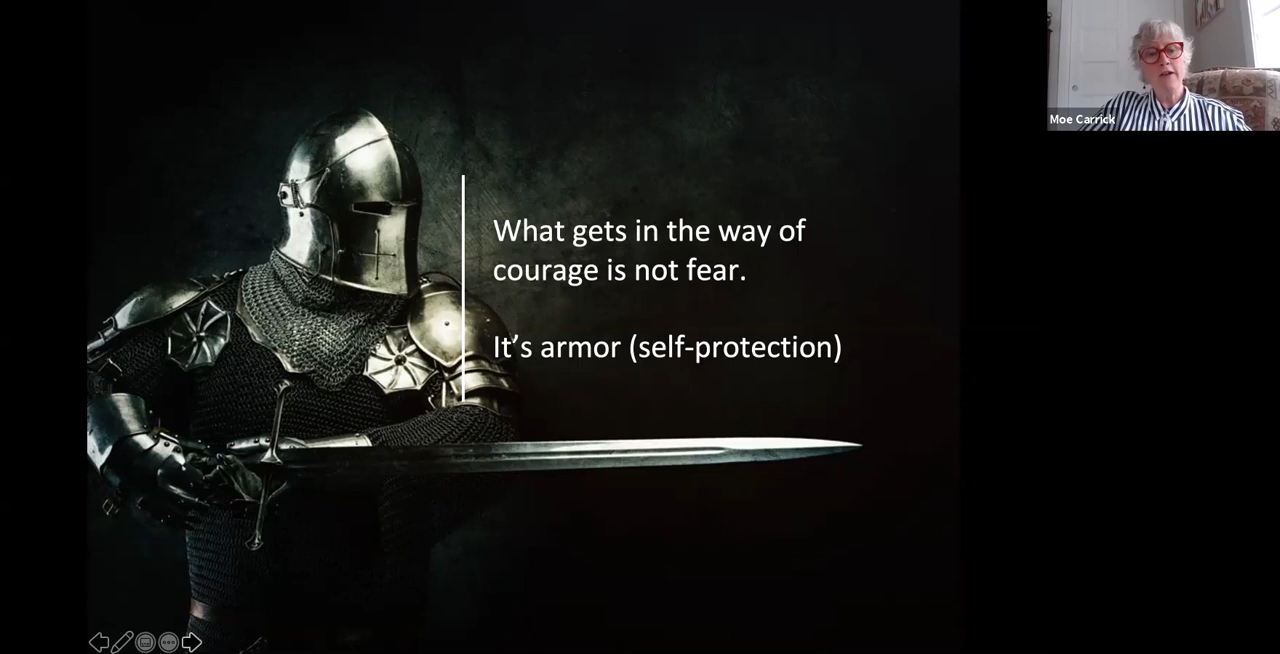 Moe Carrick
What gets in the way of
courage is not fear.
It’s armor (self-protection)